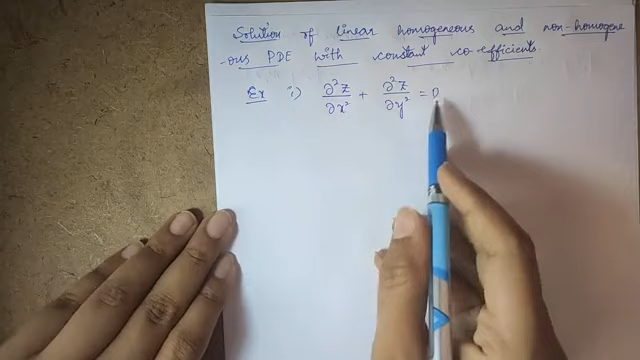 Solution of linear homogeneous and non-homogene
-ous PDE with constant co-efficients
Ex i) ∂²z/∂x² + ∂²z/∂y² = 0